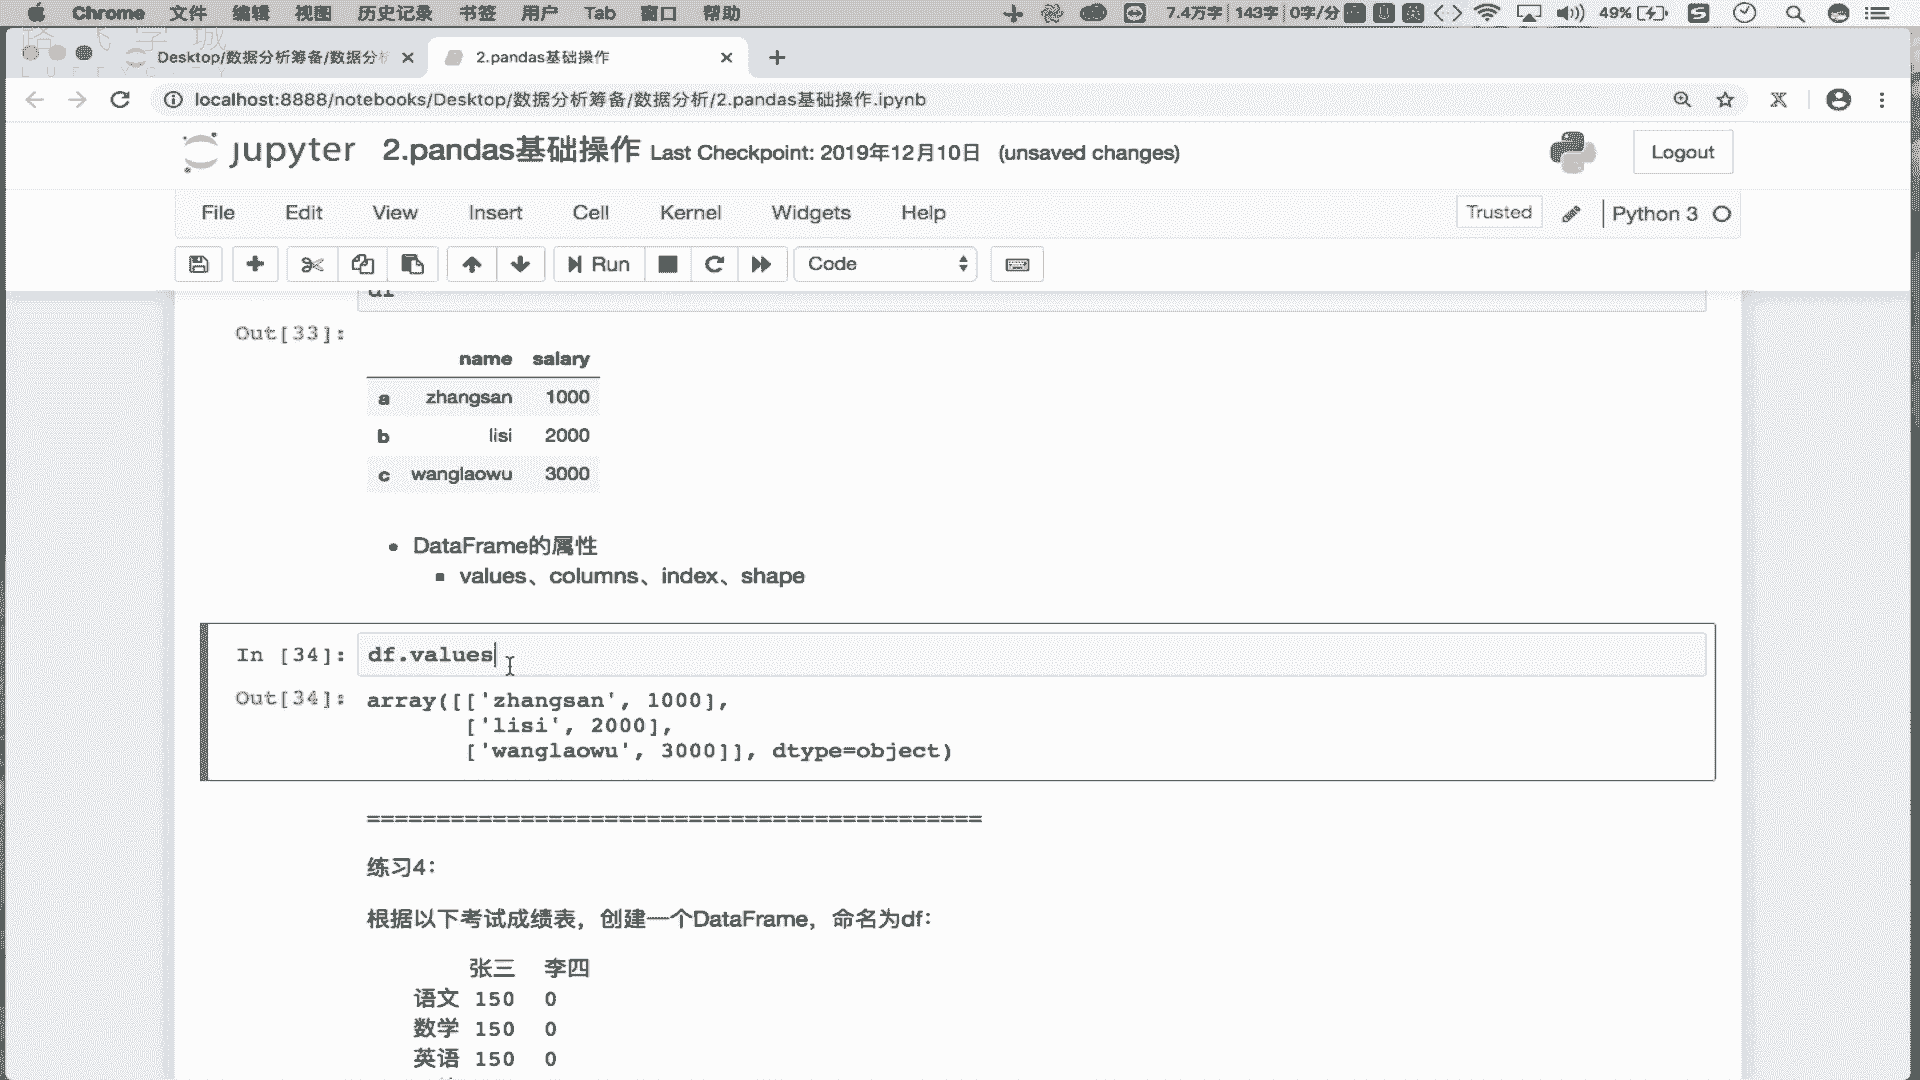 Chrome 文件 编辑 视图 历史记录 书签 用户 Tab 窗口 帮助 7.4万字 143字 0字/分 49%
路飞学城
Desktop/数据分析筹备/数据分析 2.pandas基础操作
localhost:8888/notebooks/Desktop/数据分析筹备/数据分析/2.pandas基础操作.ipynb
jupyter 2.pandas基础操作 Last Checkpoint: 2019年12月10日 (unsaved changes) Logout
File Edit View Insert Cell Kernel Widgets Help Trusted Python 3
Run Code
df
Out[33]:
name salary
a zhangsan 1000
b lisi 2000
c wanglaowu 3000
DataFrame的属性
values、columns、index、shape
In [34]: df.values
Out[34]: array([['zhangsan', 1000],
['lisi', 2000],
['wanglaowu', 3000]], dtype=object)
============================================
练习4：
根据以下考试成绩表，创建一个DataFrame，命名为df：
张三 李四
语文 150 0
数学 150 0
英语 150 0